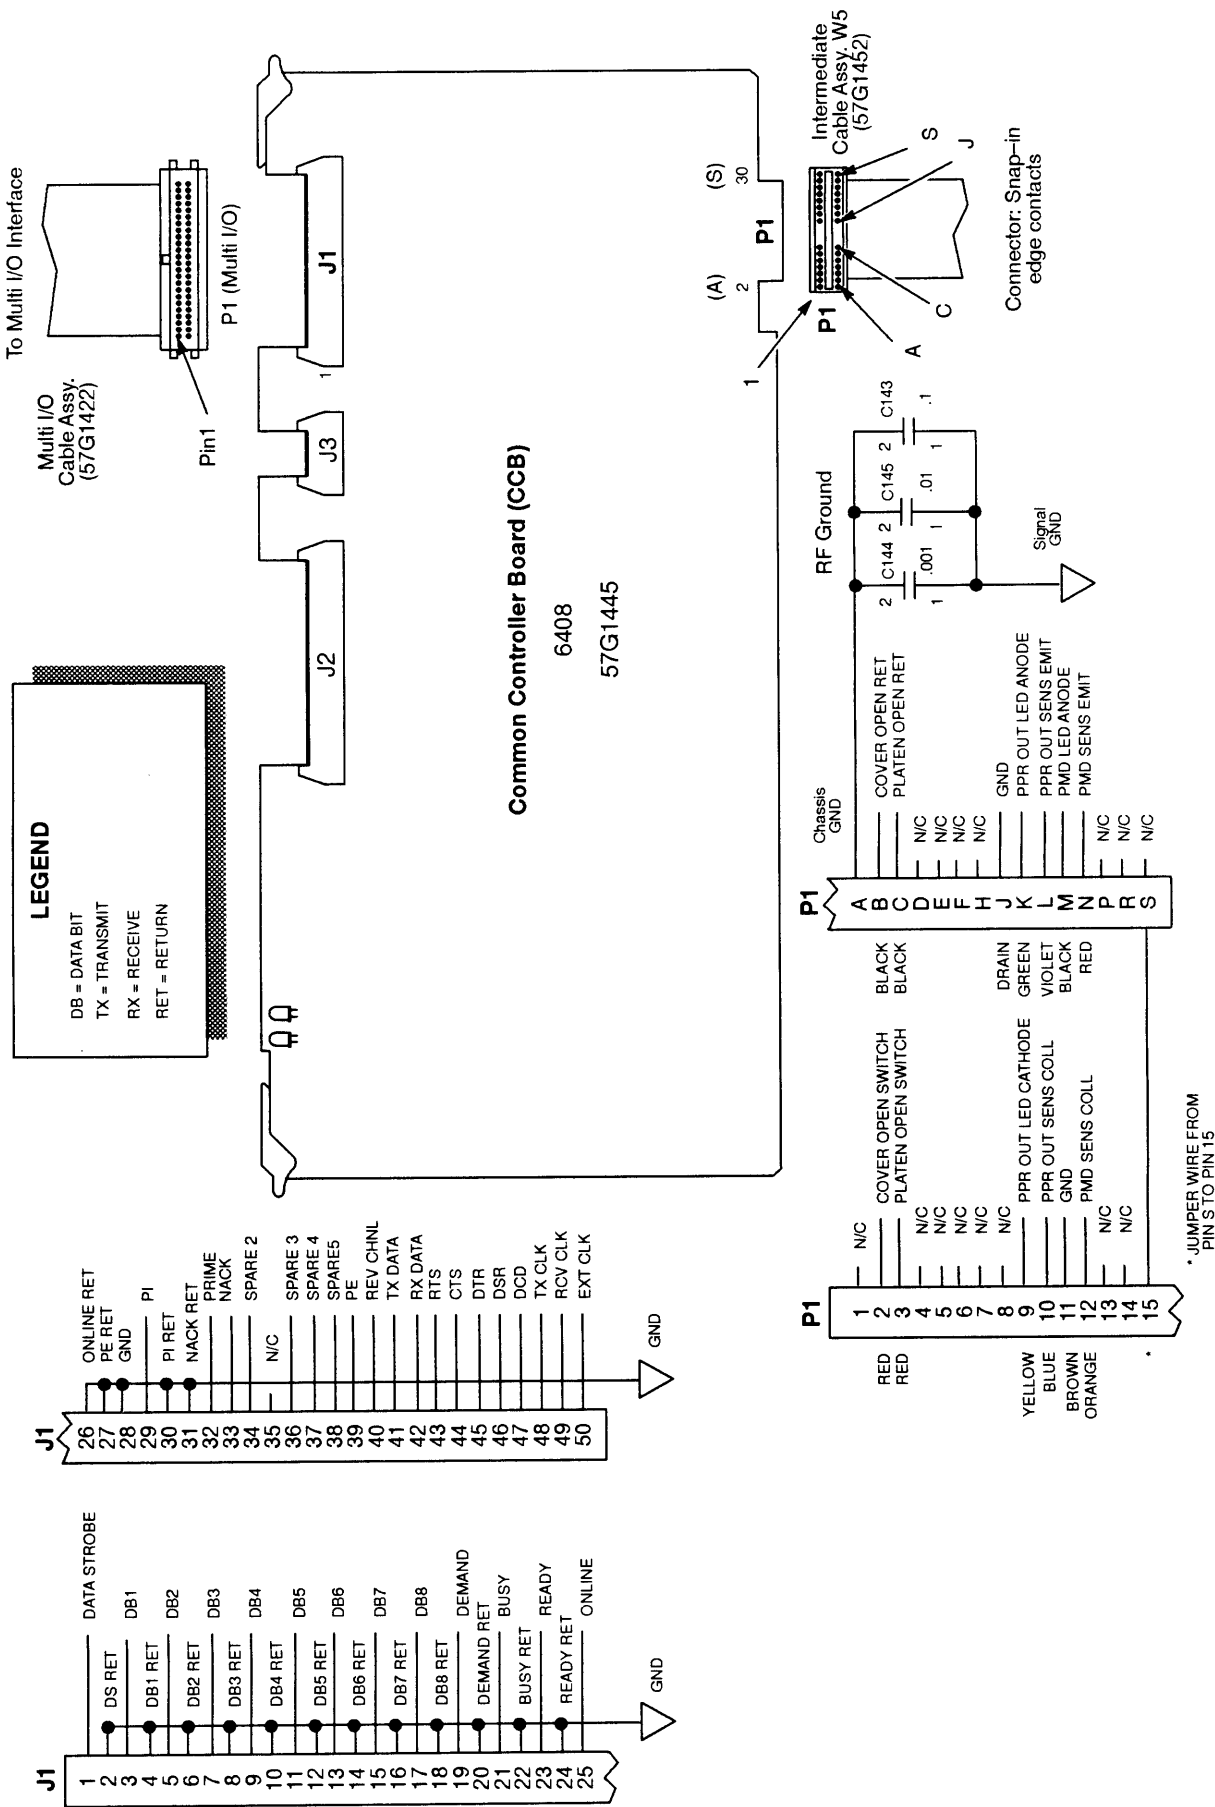 To Multi I/O Interface
Multi I/O
Cable Assy.
(57G1422)
Pin1
P1 (Multi I/O)
LEGEND
DB = DATA BIT
TX = TRANSMIT
RX = RECEIVE
RET = RETURN
J2
J3
1
J1
Common Controller Board (CCB)
6408
57G1445
(A)
2
P1
(S)
30
Intermediate
Cable Assy. W5
(57G1452)
1
P1
A
C
J
S
Connector: Snap–in
edge contacts
J1
1 DATA STROBE
2 DS RET
3 DB1
4 DB1 RET
5 DB2
6 DB2 RET
7 DB3
8 DB3 RET
9 DB4
10 DB4 RET
11 DB5
12 DB5 RET
13 DB6
14 DB6 RET
15 DB7
16 DB7 RET
17 DB8
18 DB8 RET
19 DEMAND
20 DEMAND RET
21 BUSY
22 BUSY RET
23 READY
24 READY RET
25 ONLINE
GND
J1
26 ONLINE RET
27 PE RET
28 GND
29 PI
30 PI RET
31 NACK RET
32 PRIME
33 NACK
34 SPARE 2
35 N/C
36 SPARE 3
37 SPARE 4
38 SPARE5
39 PE
40 REV CHNL
41 TX DATA
42 RX DATA
43 RTS
44 CTS
45 DTR
46 DSR
47 DCD
48 TX CLK
49 RCV CLK
50 EXT CLK
GND
P1
1 N/C
RED 2 COVER OPEN SWITCH
RED 3 PLATEN OPEN SWITCH
4 N/C
5 N/C
6 N/C
7 N/C
8 N/C
YELLOW 9 PPR OUT LED CATHODE
BLUE 10 PPR OUT SENS COLL
BROWN 11 GND
ORANGE 12 PMD SENS COLL
13 N/C
14 N/C
* 15
* JUMPER WIRE FROM
PIN S TO PIN 15
P1
Chassis
GND
A
BLACK B COVER OPEN RET
BLACK C PLATEN OPEN RET
D N/C
E N/C
F N/C
H N/C
DRAIN J GND
GREEN K PPR OUT LED ANODE
VIOLET L PPR OUT SENS EMIT
BLACK M PMD LED ANODE
RED N PMD SENS EMIT
P N/C
R N/C
S N/C
RF Ground
2 C144
1 .001
2 C145
1 .01
2 C143
1 .1
Signal
GND